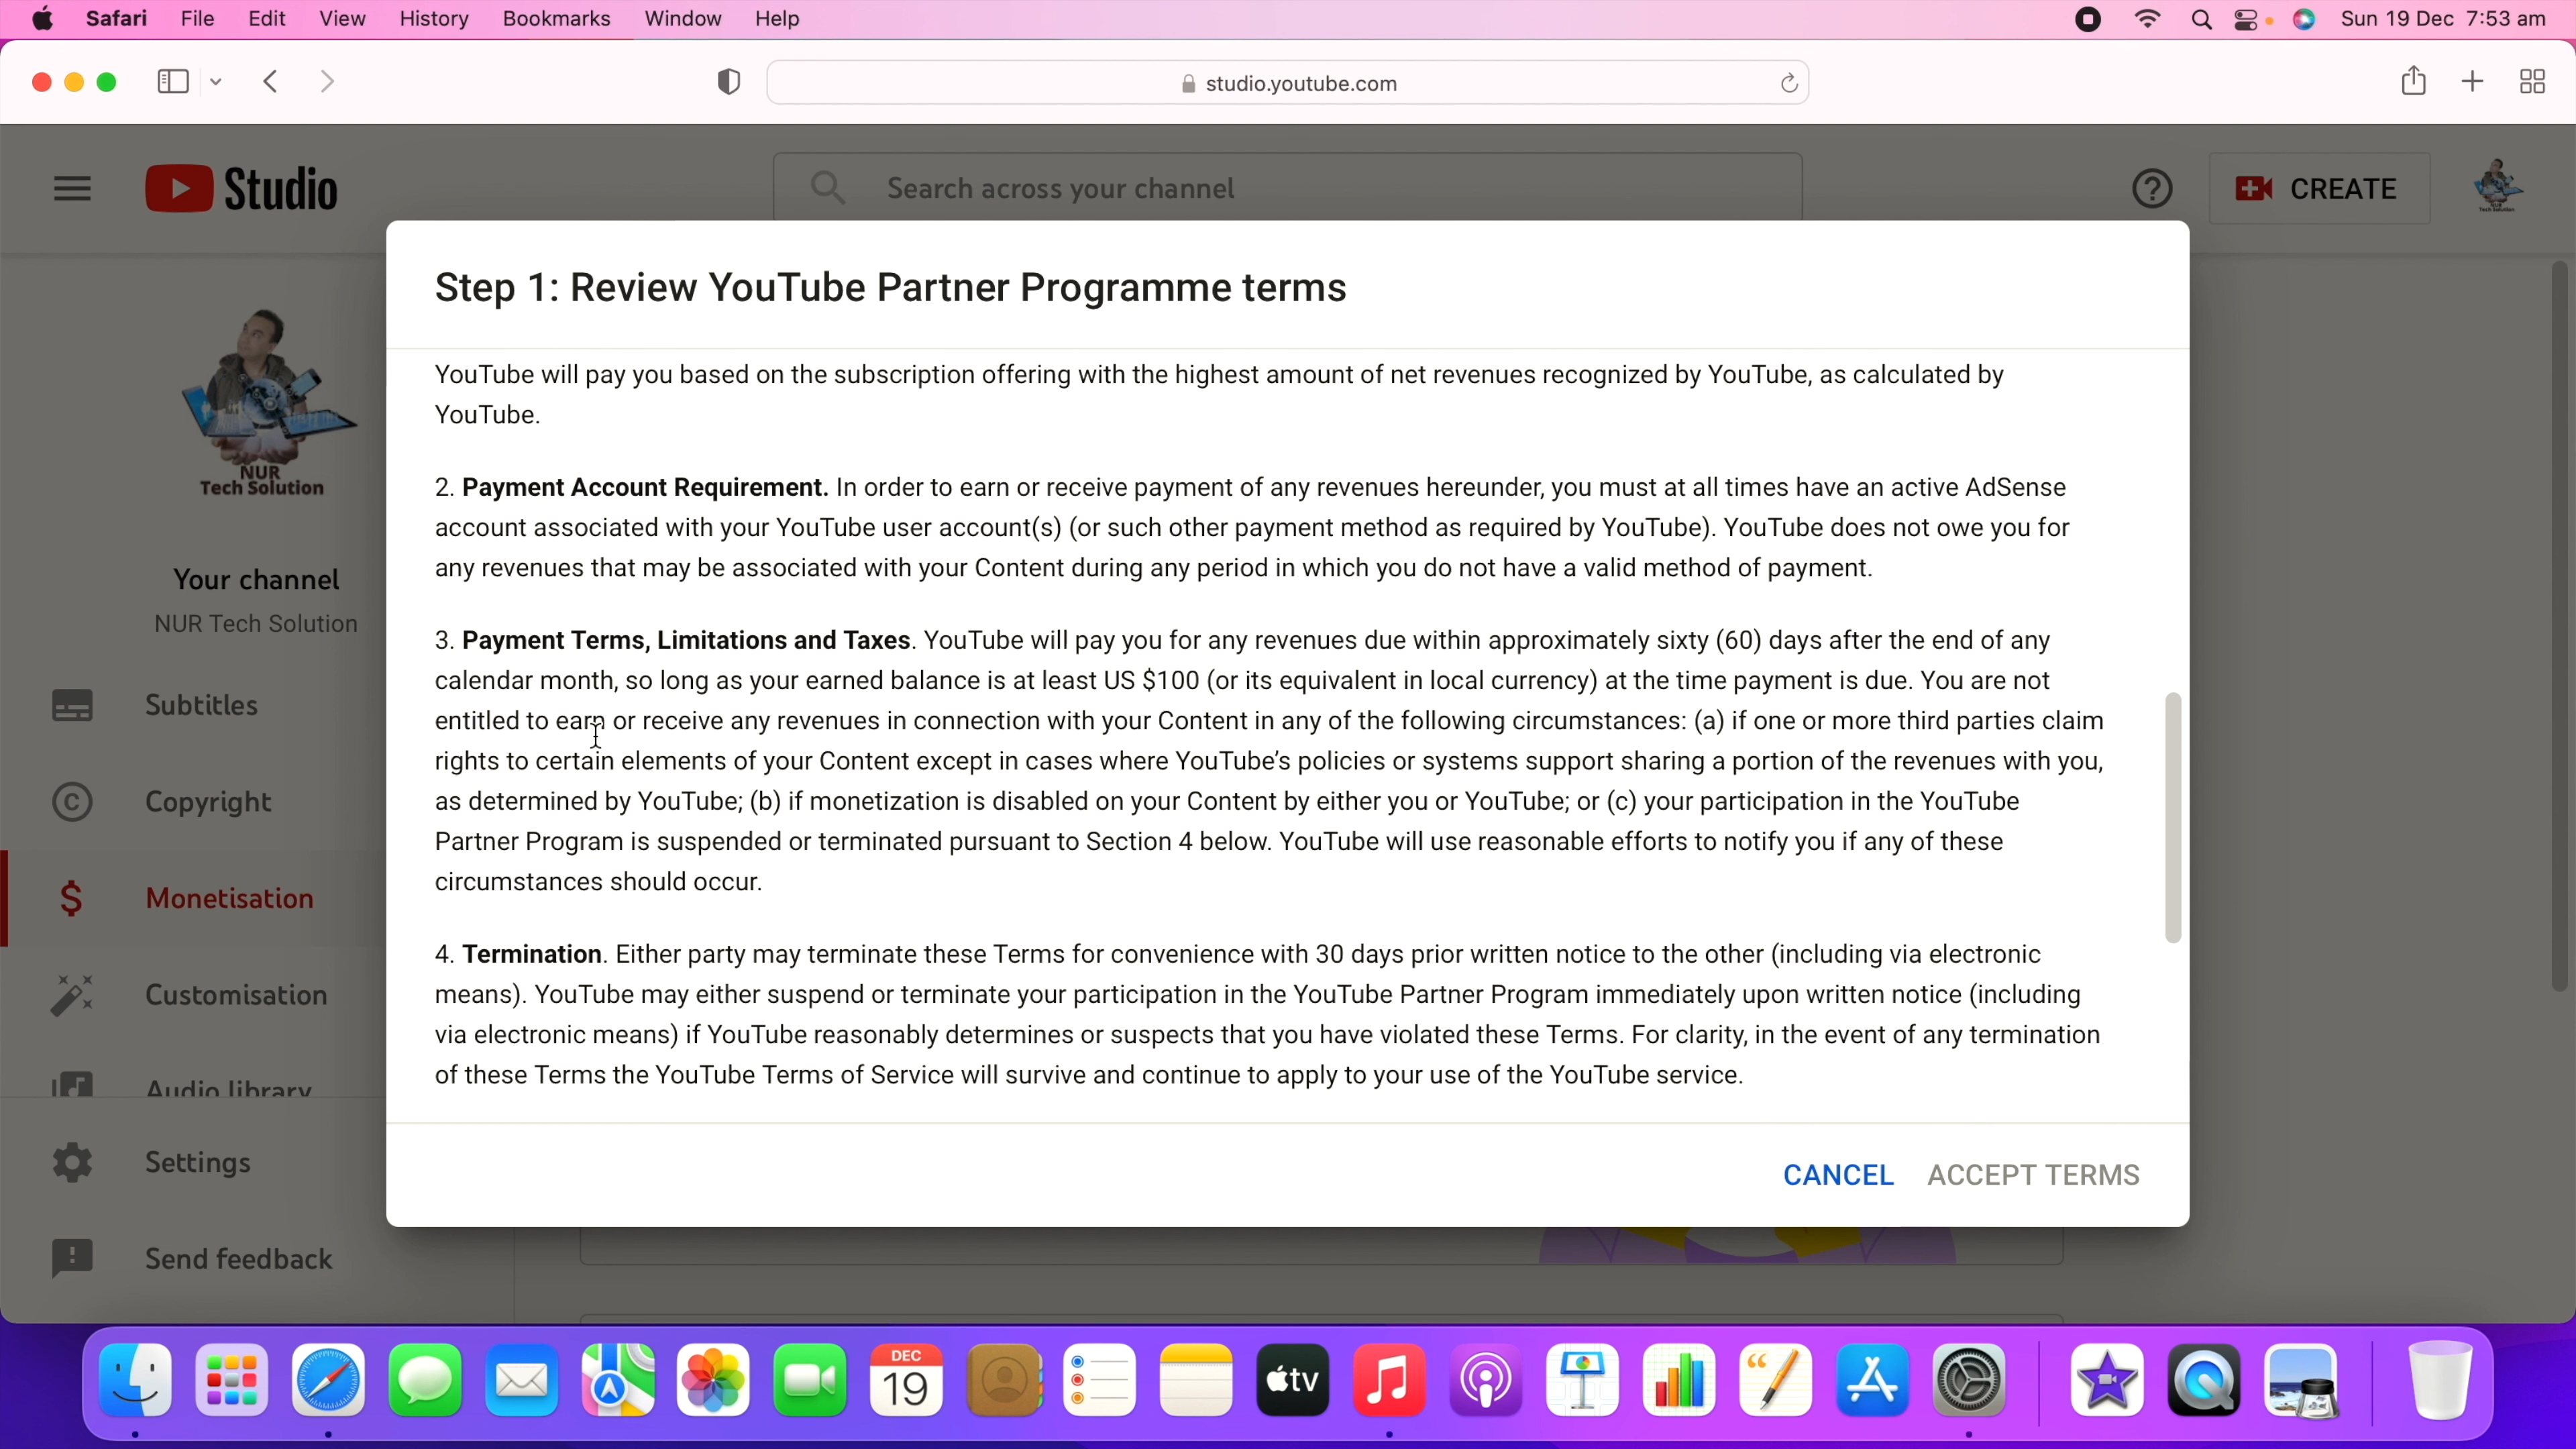 Safari File Edit View History Bookmarks Window Help Sun 19 Dec 7:53 am
studio.youtube.com
Studio Search across your channel ? CREATE
Step 1: Review YouTube Partner Programme terms
YouTube will pay you based on the subscription offering with the highest amount of net revenues recognized by YouTube, as calculated by
YouTube.
2. Payment Account Requirement. In order to earn or receive payment of any revenues hereunder, you must at all times have an active AdSense
account associated with your YouTube user account(s) (or such other payment method as required by YouTube). YouTube does not owe you for
any revenues that may be associated with your Content during any period in which you do not have a valid method of payment.
3. Payment Terms, Limitations and Taxes. YouTube will pay you for any revenues due within approximately sixty (60) days after the end of any
calendar month, so long as your earned balance is at least US $100 (or its equivalent in local currency) at the time payment is due. You are not
entitled to earn or receive any revenues in connection with your Content in any of the following circumstances: (a) if one or more third parties claim
rights to certain elements of your Content except in cases where YouTube's policies or systems support sharing a portion of the revenues with you,
as determined by YouTube; (b) if monetization is disabled on your Content by either you or YouTube; or (c) your participation in the YouTube
Partner Program is suspended or terminated pursuant to Section 4 below. YouTube will use reasonable efforts to notify you if any of these
circumstances should occur.
4. Termination. Either party may terminate these Terms for convenience with 30 days prior written notice to the other (including via electronic
means). YouTube may either suspend or terminate your participation in the YouTube Partner Program immediately upon written notice (including
via electronic means) if YouTube reasonably determines or suspects that you have violated these Terms. For clarity, in the event of any termination
of these Terms the YouTube Terms of Service will survive and continue to apply to your use of the YouTube service.
CANCEL ACCEPT TERMS
NUR
Tech Solution
Your channel
NUR Tech Solution
Subtitles
Copyright
Monetisation
Customisation
Audio library
Settings
Send feedback
DEC
19
tv